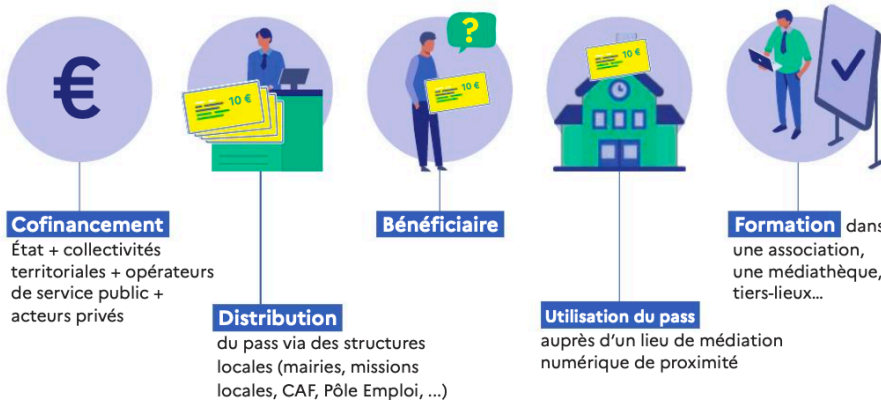 €
10 €
?
10 €
10 €
Cofinancement
État + collectivités
territoriales + opérateurs
de service public +
acteurs privés
Distribution
du pass via des structures
locales (mairies, missions
locales, CAF, Pôle Emploi, ...)
Bénéficiaire
Utilisation du pass
auprès d'un lieu de médiation
numérique de proximité
Formation dans
une association,
une médiathèque,
tiers-lieux…